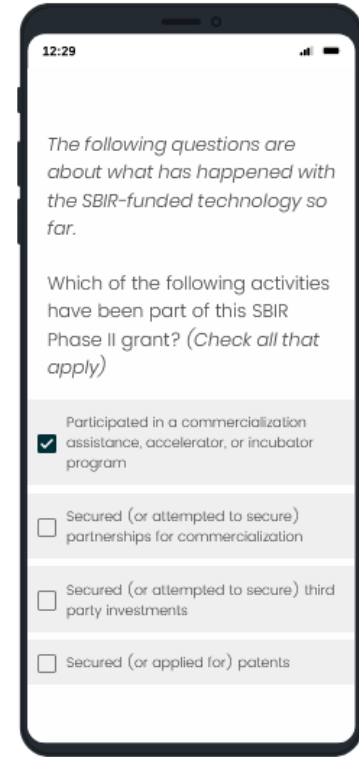 12:29
The following questions are
about what has happened with
the SBIR-funded technology so
far.
Which of the following activities
have been part of this SBIR
Phase II grant? (Check all that
apply)
Participated in a commercialization
assistance, accelerator, or incubator
program
Secured (or attempted to secure)
partnerships for commercialization
Secured (or attempted to secure) third
party investments
Secured (or applied for) patents